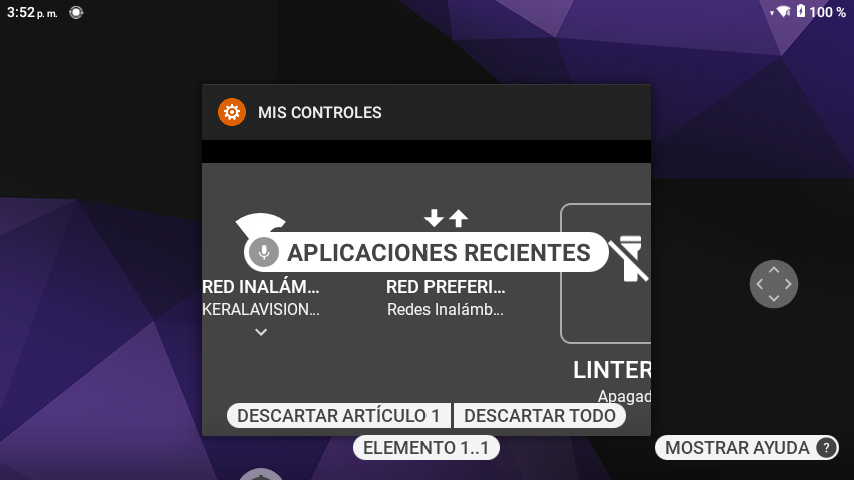 3:52 p. m.
100 %
MIS CONTROLES
APLICACIONES RECIENTES
RED INALÁM...
RED PREFERI...
KERALAVISION...
Redes Inalámb...
LINTER
Apagad
DESCARTAR ARTÍCULO 1
DESCARTAR TODO
ELEMENTO 1..1
MOSTRAR AYUDA ?